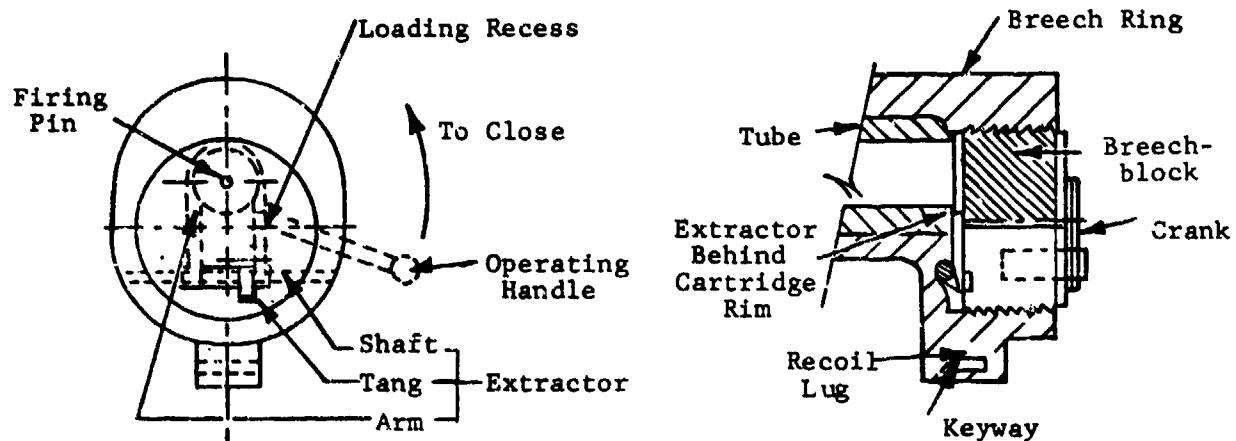 Loading Recess
Firing
Pin
To Close
Operating
Handle
Shaft
Tang
Extractor
Arm
Breech Ring
Tube
Breech-
block
Crank
Extractor
Behind
Cartridge
Rim
Recoil
Lug
Keyway